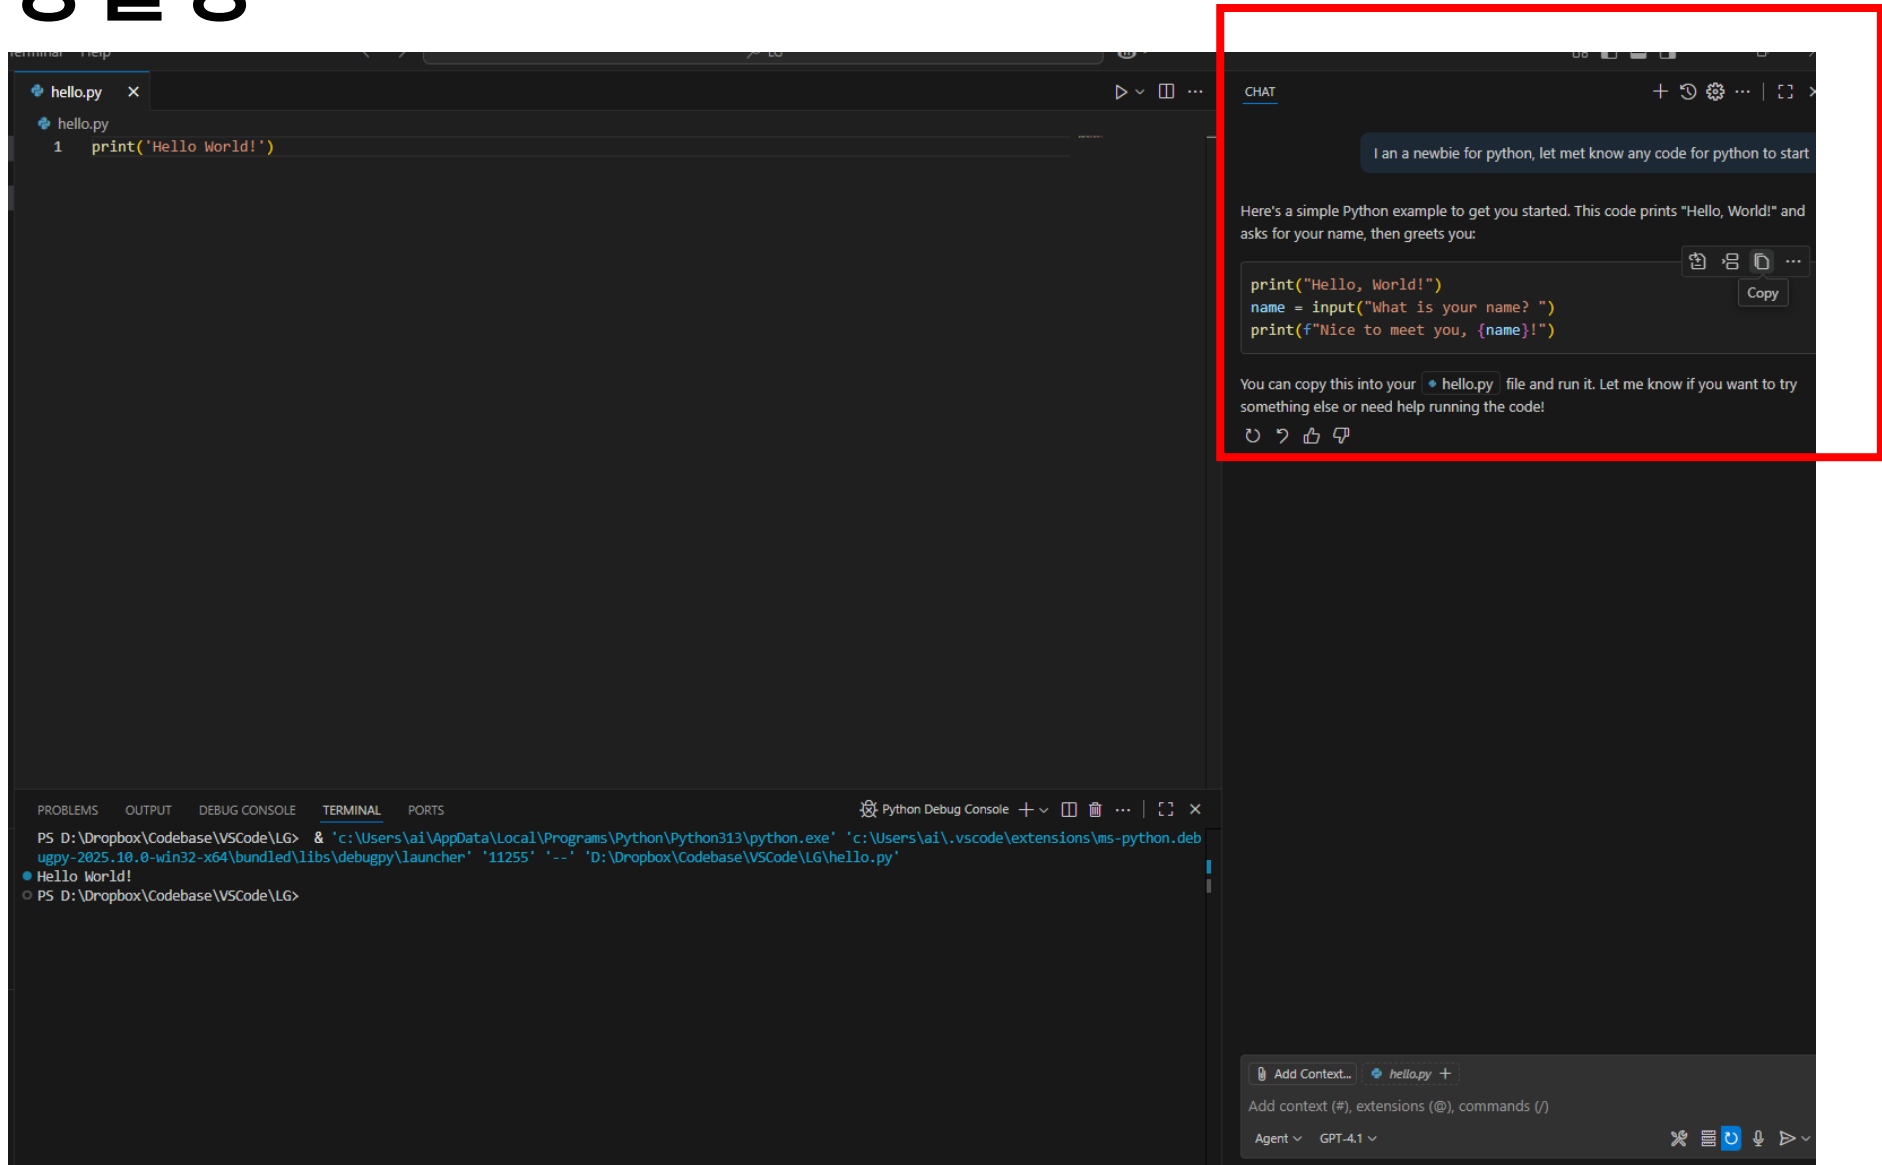 hello.py
hello.py
1 print('Hello World!')
CHAT
I an a newbie for python, let met know any code for python to start
Here's a simple Python example to get you started. This code prints "Hello, World!" and
asks for your name, then greets you:
Copy
print("Hello, World!")
name = input("What is your name? ")
print(f"Nice to meet you, {name}!")
You can copy this into your hello.py file and run it. Let me know if you want to try
something else or need help running the code!
PROBLEMS OUTPUT DEBUG CONSOLE TERMINAL PORTS
Python Debug Console
PS D:\Dropbox\Codebase\VSCode\LG> & 'c:\Users\ai\AppData\Local\Programs\Python\Python313\python.exe' 'c:\Users\ai\.vscode\extensions\ms-python.deb
ugpy-2025.10.0-win32-x64\bundled\libs\debugpy\launcher' '11255' '--' 'D:\Dropbox\Codebase\VSCode\LG\hello.py'
Hello World!
PS D:\Dropbox\Codebase\VSCode\LG>
Add Context...
hello.py +
Add context (#), extensions (@), commands (/)
Agent GPT-4.1